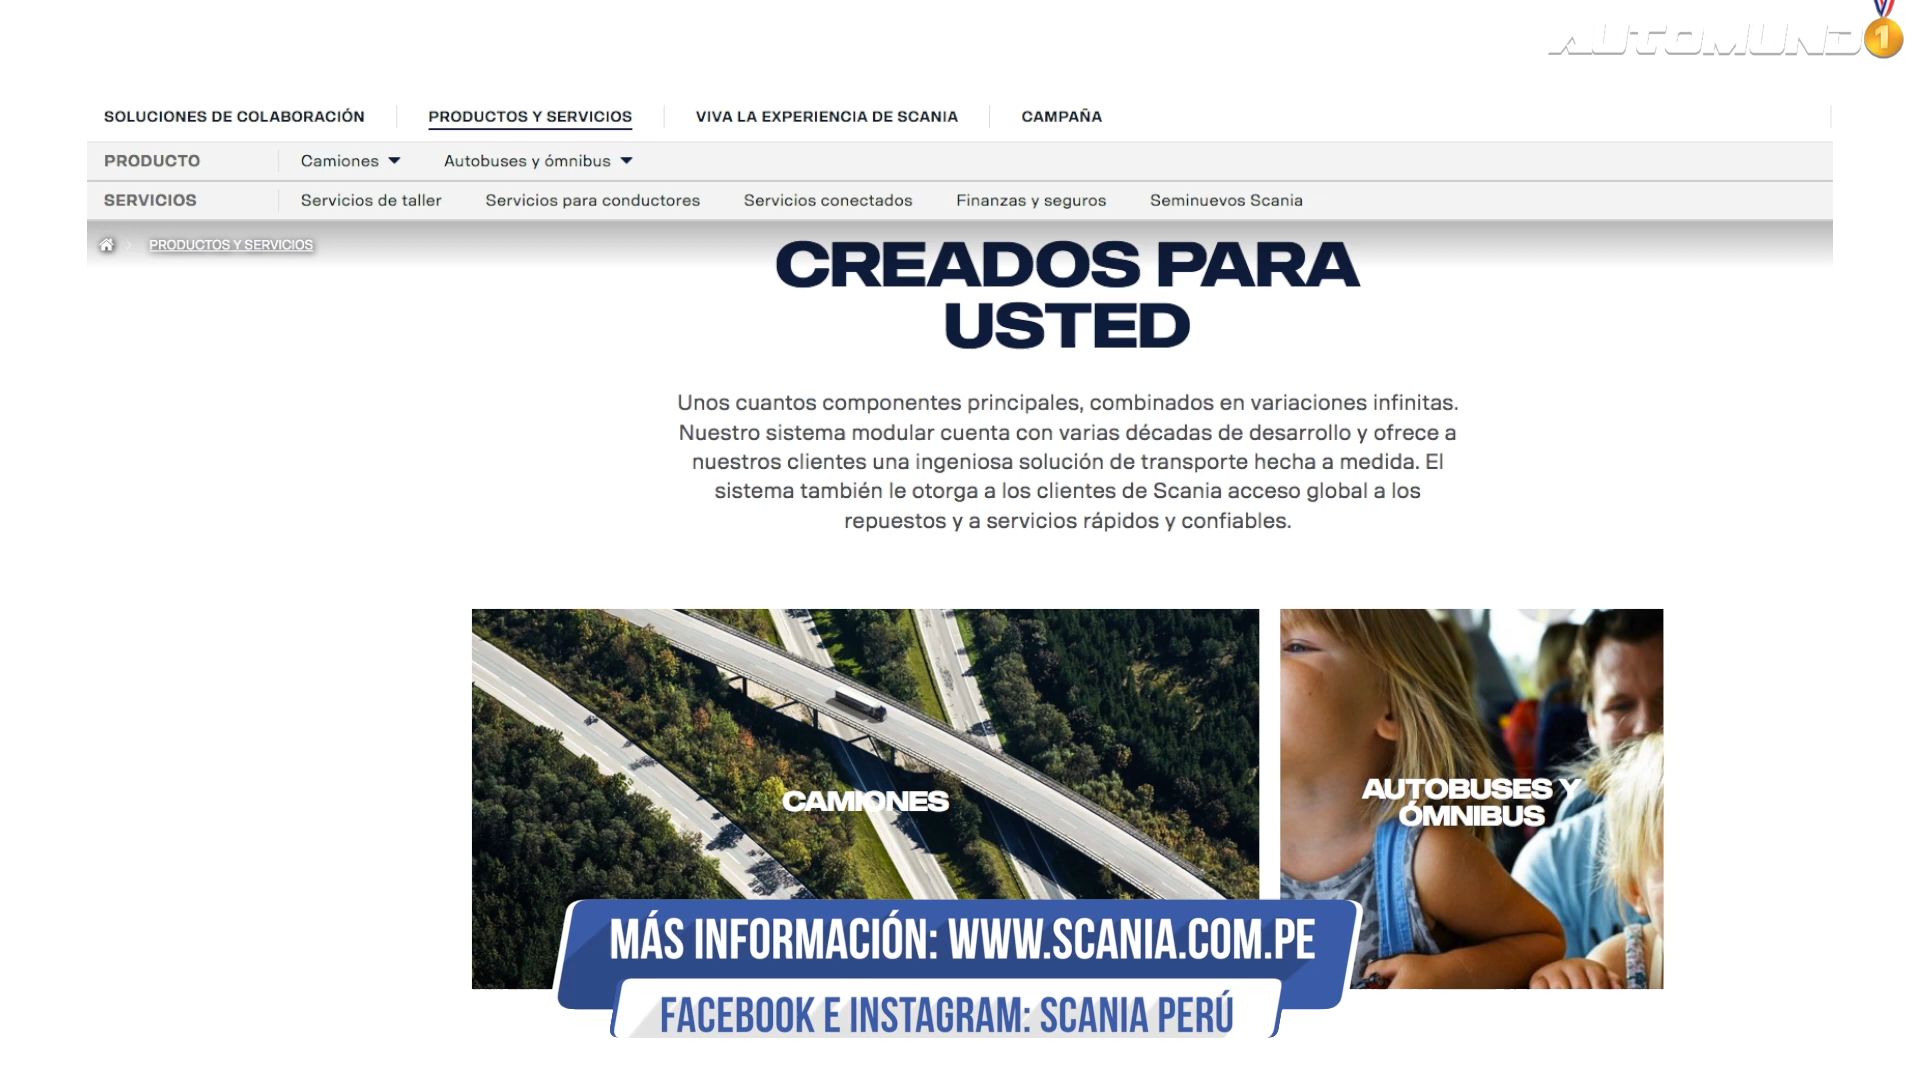 AUTOMUNDO
1
SOLUCIONES DE COLABORACIÓN
PRODUCTOS Y SERVICIOS
VIVA LA EXPERIENCIA DE SCANIA
CAMPAÑA
PRODUCTO
Camiones
Autobuses y ómnibus
SERVICIOS
Servicios de taller
Servicios para conductores
Servicios conectados
Finanzas y seguros
Seminuevos Scania
PRODUCTOS Y SERVICIOS
CREADOS PARA
USTED
Unos cuantos componentes principales, combinados en variaciones infinitas.
Nuestro sistema modular cuenta con varias décadas de desarrollo y ofrece a
nuestros clientes una ingeniosa solución de transporte hecha a medida. El
sistema también le otorga a los clientes de Scania acceso global a los
repuestos y a servicios rápidos y confiables.
CAMIONES
AUTOBUSES Y
ÓMNIBUS
MÁS INFORMACIÓN: WWW.SCANIA.COM.PE
FACEBOOK E INSTAGRAM: SCANIA PERÚ